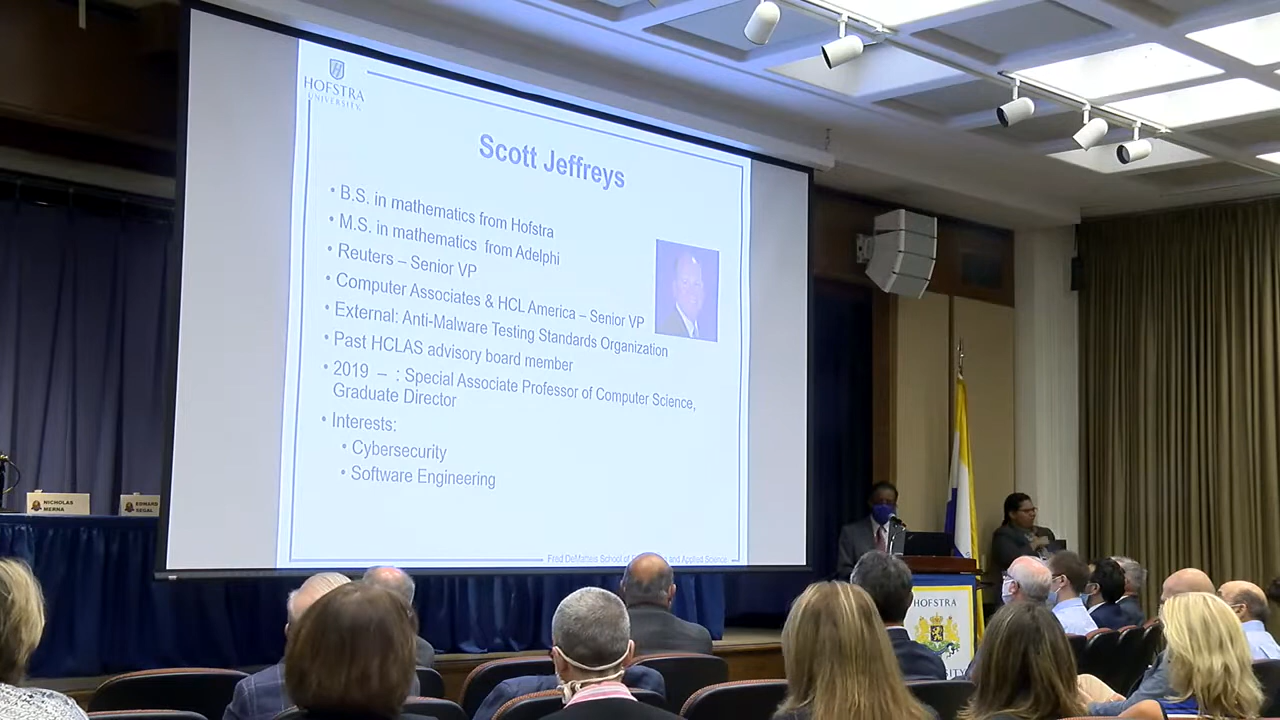 HOFSTRA
UNIVERSITY.
Scott Jeffreys
• B.S. in mathematics from Hofstra
• M.S. in mathematics from Adelphi
• Reuters – Senior VP
• Computer Associates & HCL America – Senior VP
• External: Anti-Malware Testing Standards Organization
• Past HCLAS advisory board member
• 2019 – : Special Associate Professor of Computer Science,
Graduate Director
• Interests:
• Cybersecurity
• Software Engineering
Fred DeMatteis School of Engineering and Applied Science
NICHOLAS
MERNA
EDWARD
SEGAL
HOFSTRA